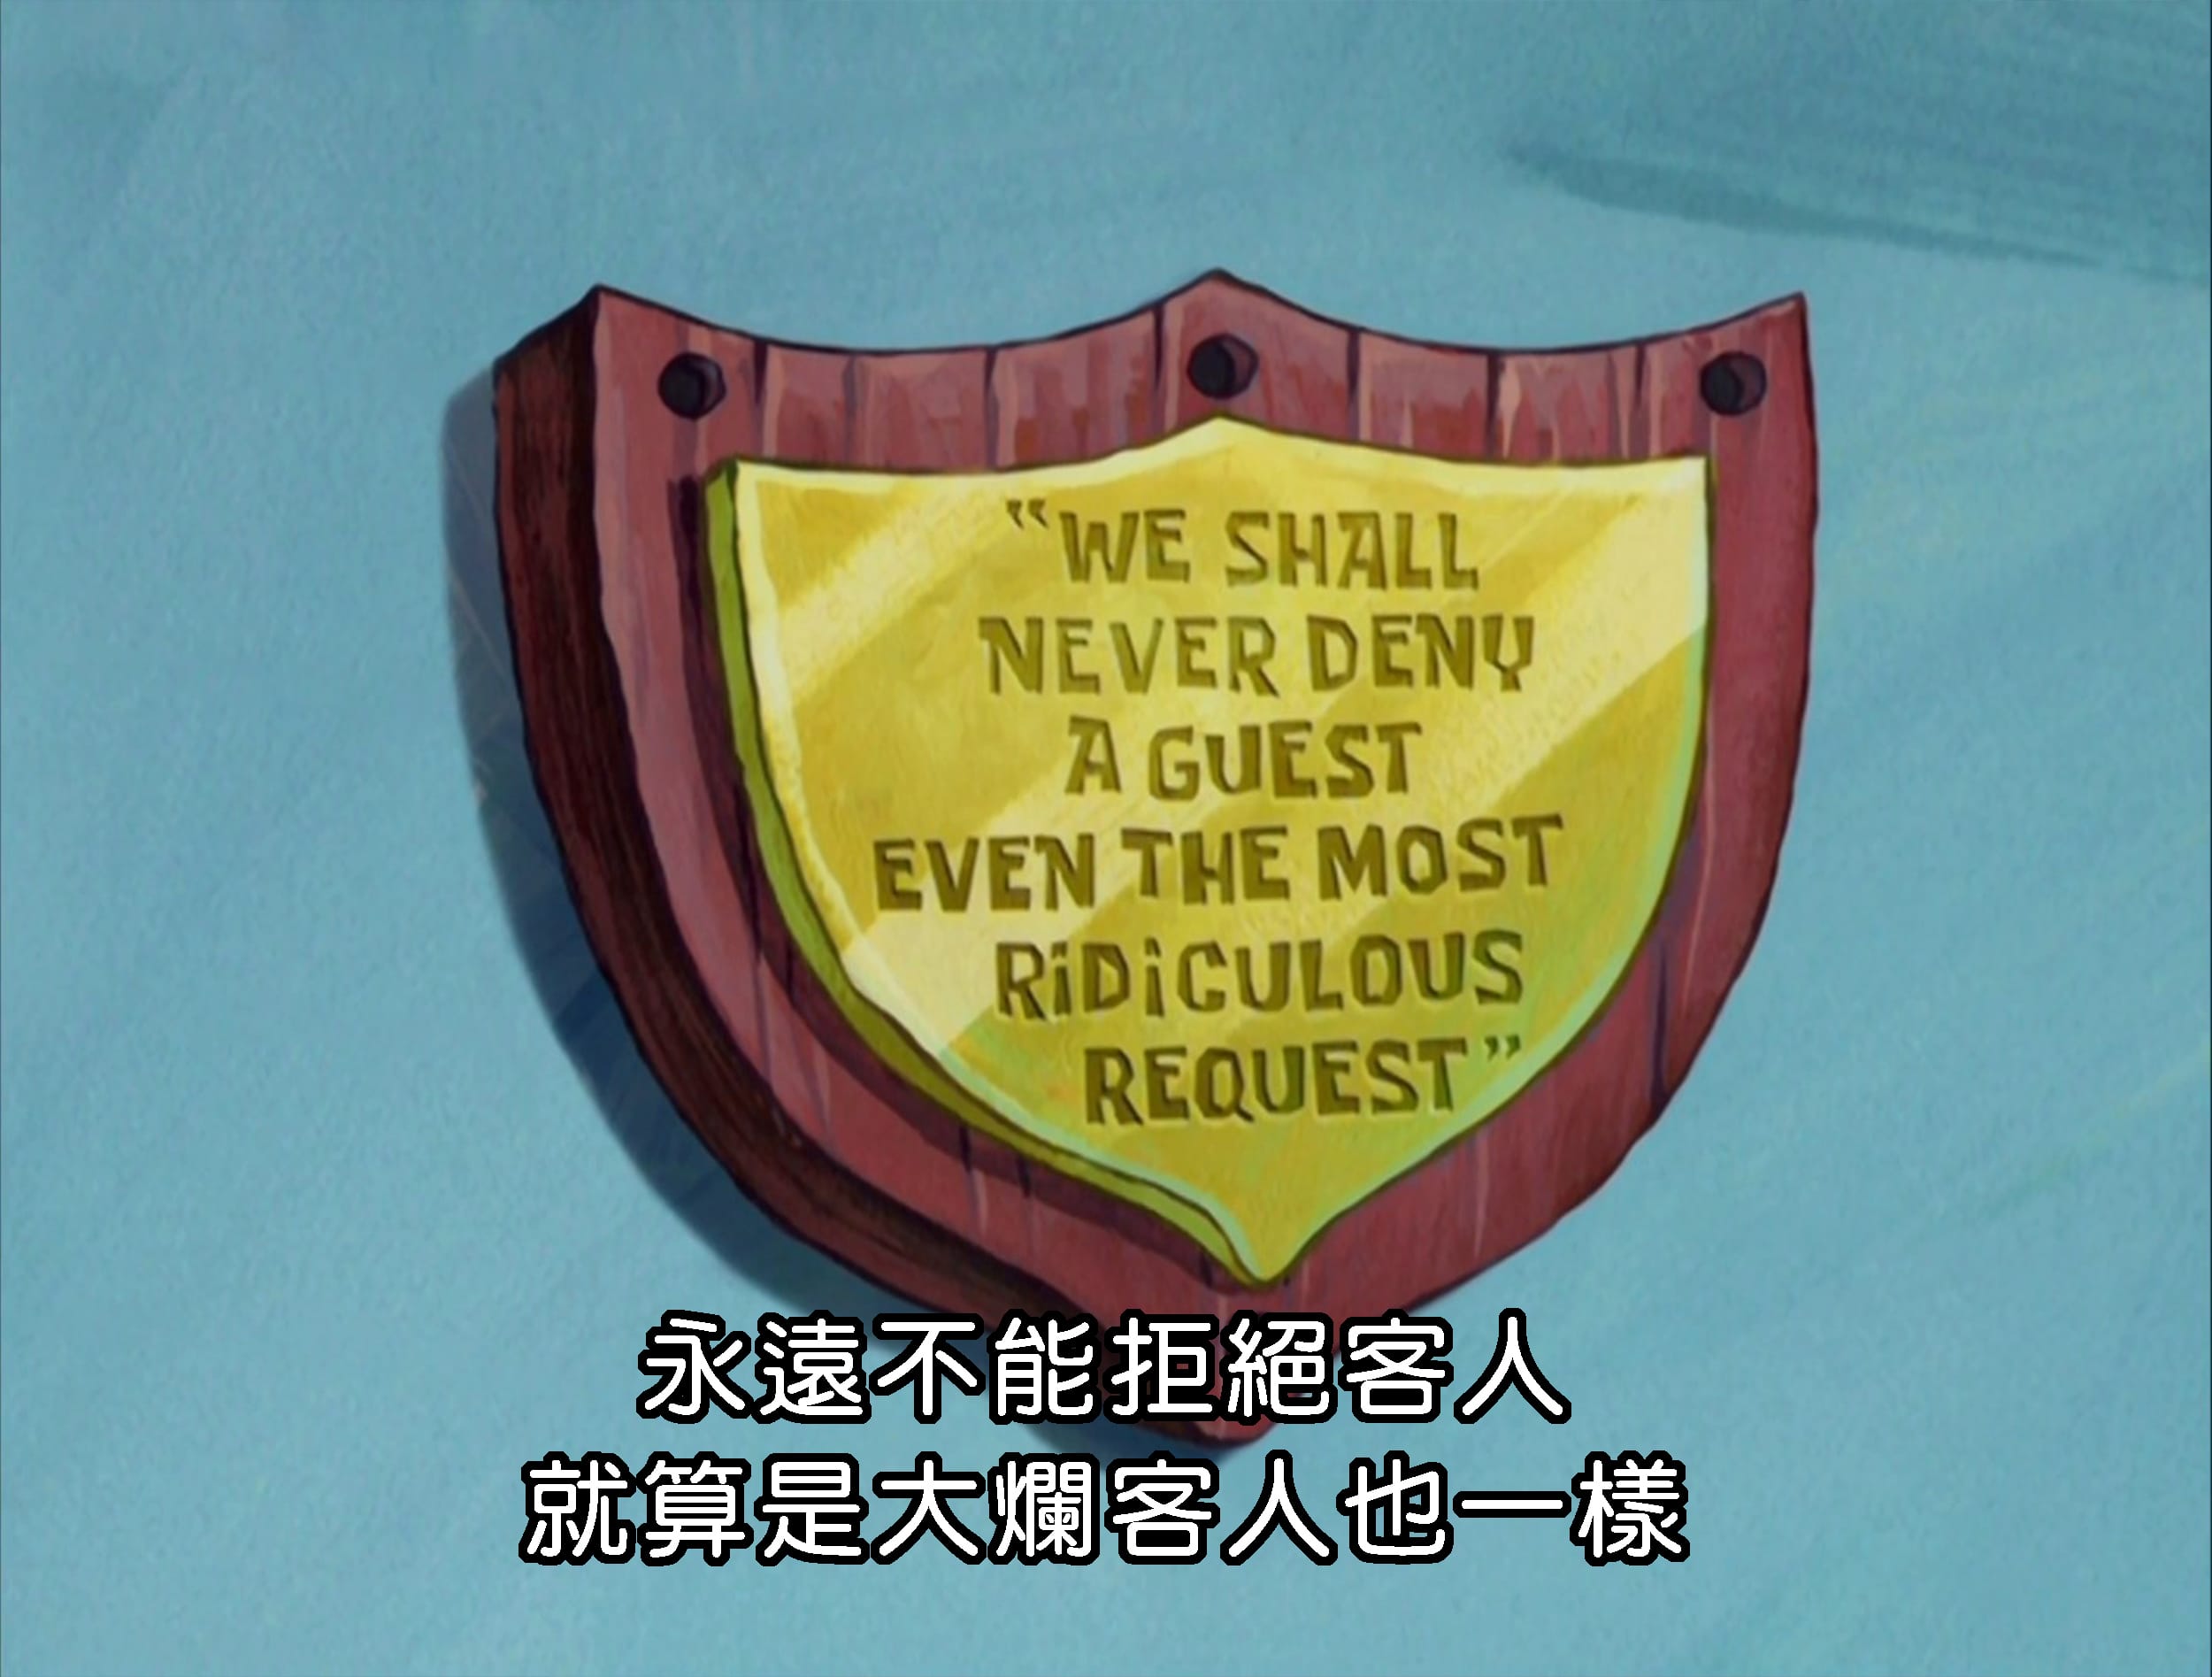 “WE SHALL
NEVER DENY
A GUEST
EVEN THE MOST
RiDiCULOUS
REQUEST”
永遠不能拒絕客人
就算是大爛客人也一樣